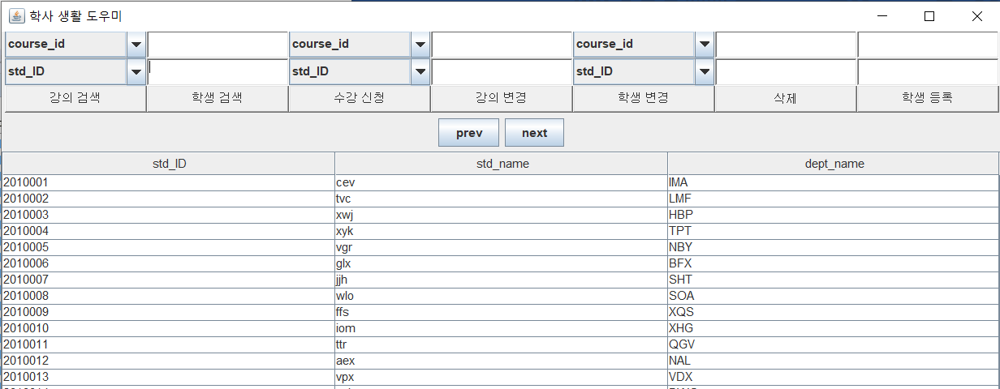 학사 생활 도우미
course_id course_id course_id
std_ID std_ID std_ID
강의 검색 학생 검색 수강 신청 강의 변경 학생 변경 삭제 학생 등록
prev next
std_ID std_name dept_name
2010001 cev IMA
2010002 tvc LMF
2010003 xwj HBP
2010004 xyk TPT
2010005 vgr NBY
2010006 glx BFX
2010007 jjh SHT
2010008 wlo SOA
2010009 ffs XQS
2010010 iom XHG
2010011 ttr QGV
2010012 aex NAL
2010013 vpx VDX